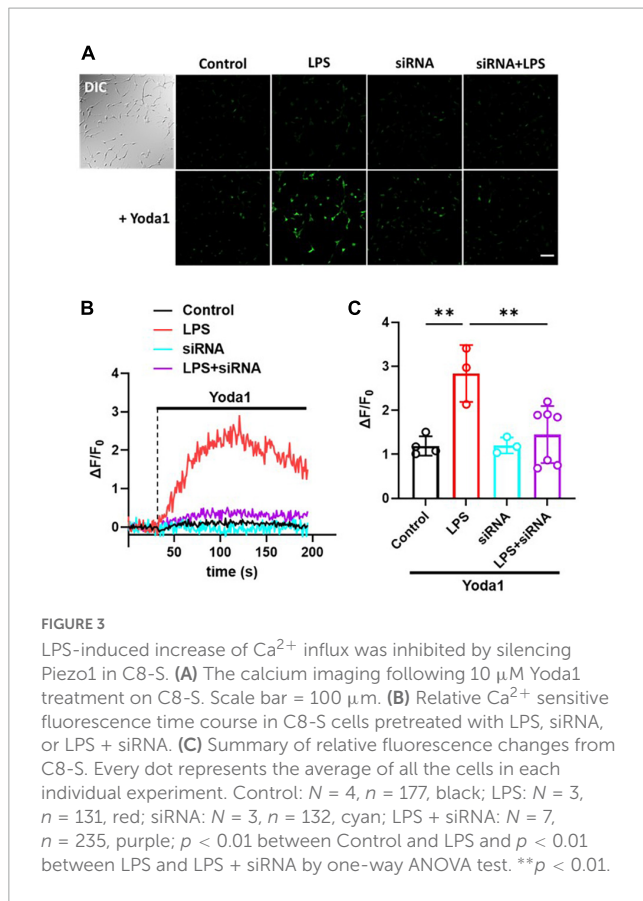 A
Control LPS siRNA siRNA+LPS
DIC
+ Yoda1
B
Control
LPS
siRNA
LPS+siRNA
Yoda1
ΔF/F0
4
3
2
1
0
50 100 150 200
time (s)
C
** **
ΔF/F0
4
3
2
1
0
Control LPS siRNA LPS+siRNA
Yoda1
FIGURE 3
LPS-induced increase of Ca2+ influx was inhibited by silencing
Piezo1 in C8-S. (A) The calcium imaging following 10 μM Yoda1
treatment on C8-S. Scale bar = 100 μm. (B) Relative Ca2+ sensitive
fluorescence time course in C8-S cells pretreated with LPS, siRNA,
or LPS + siRNA. (C) Summary of relative fluorescence changes from
C8-S. Every dot represents the average of all the cells in each
individual experiment. Control: N = 4, n = 177, black; LPS: N = 3,
n = 131, red; siRNA: N = 3, n = 132, cyan; LPS + siRNA: N = 7,
n = 235, purple; p < 0.01 between Control and LPS and p < 0.01
between LPS and LPS + siRNA by one-way ANOVA test. **p < 0.01.